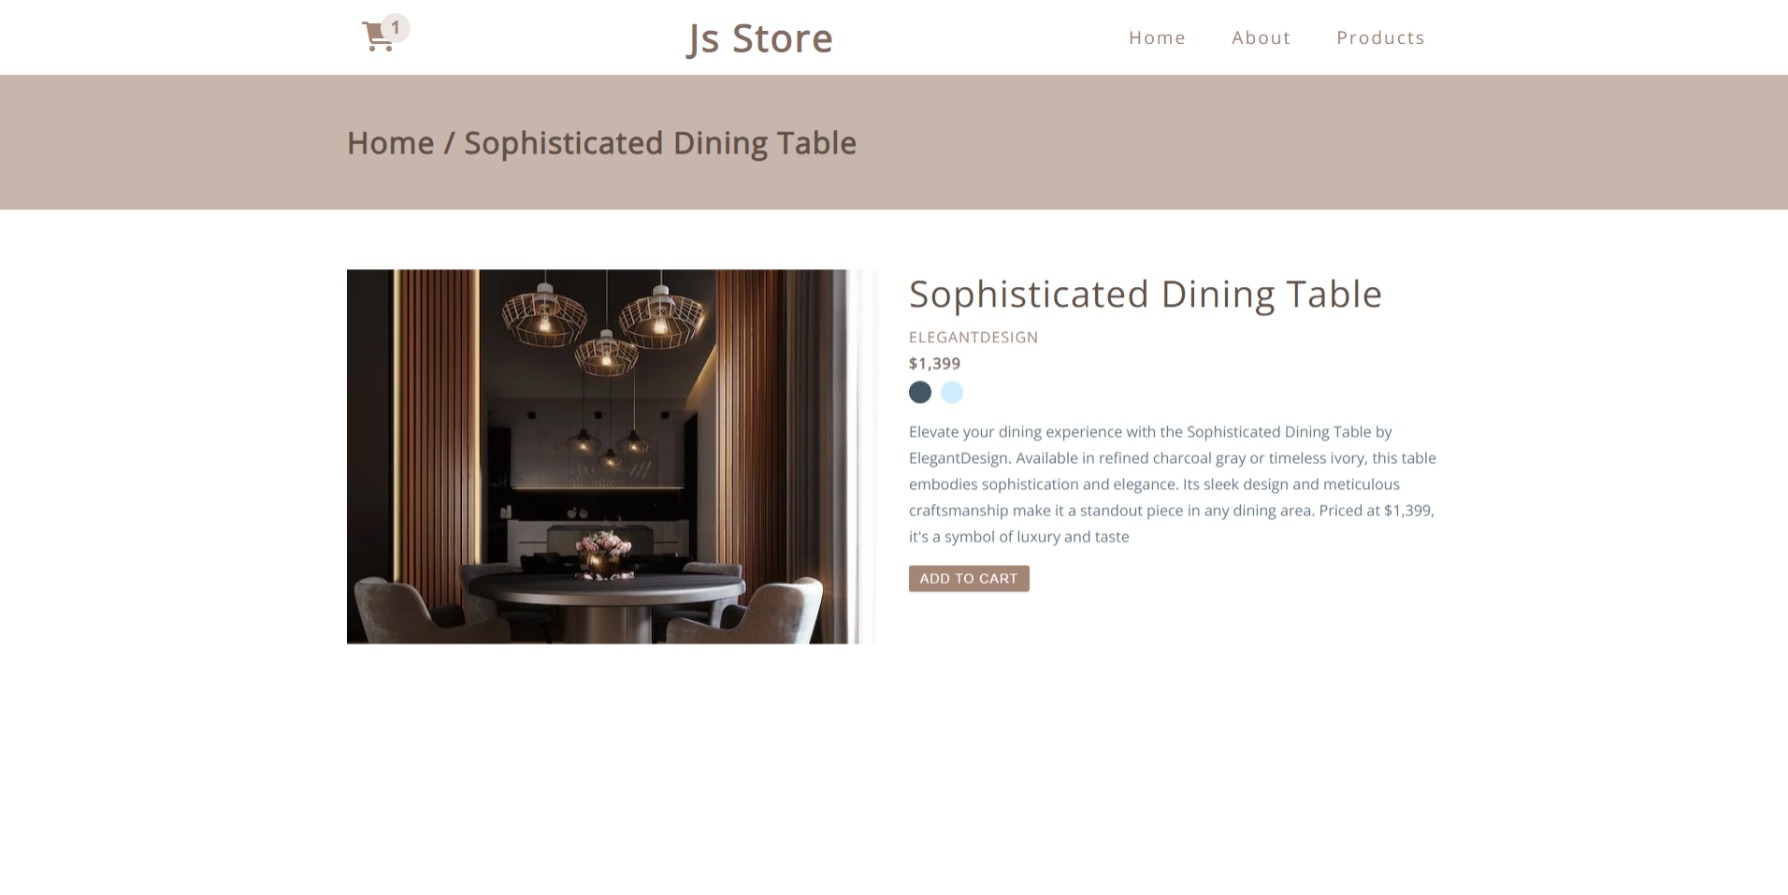 1
Js Store
Home
About
Products
Home / Sophisticated Dining Table
Sophisticated Dining Table
ELEGANTDESIGN
$1,399
Elevate your dining experience with the Sophisticated Dining Table by
ElegantDesign. Available in refined charcoal gray or timeless ivory, this table
embodies sophistication and elegance. Its sleek design and meticulous
craftsmanship make it a standout piece in any dining area. Priced at $1,399,
it's a symbol of luxury and taste
ADD TO CART